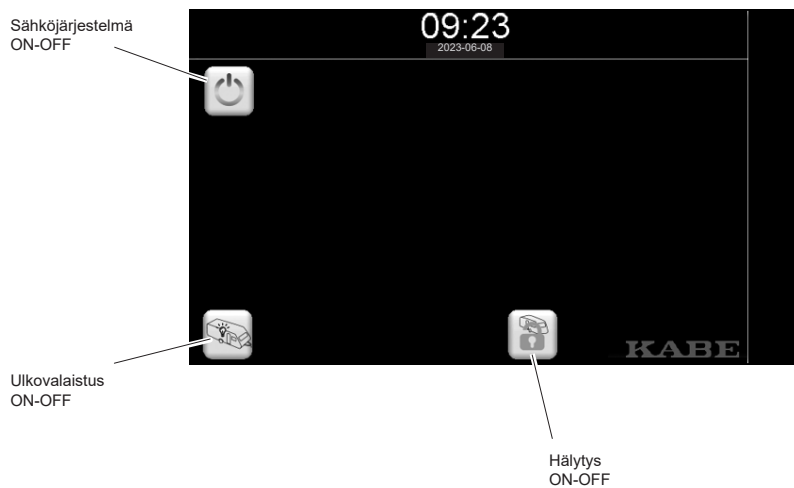 Sähköjärjestelmä
ON-OFF
09:23
2023-06-08
KABE
Ulkovalaistus
ON-OFF
Hälytys
ON-OFF